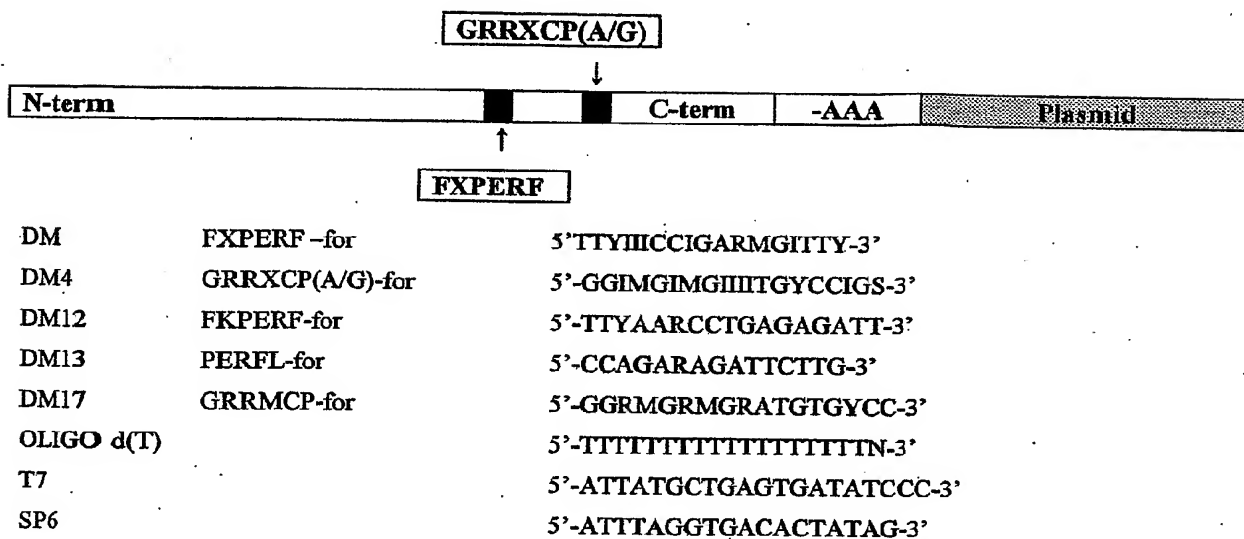 GRRXCP(A/G)
N-term C-term -AAA Plasmid
FXPERF
DM FXPERF -for 5'TTYIIICCIGARMGITTY-3'
DM4 GRRXCP(A/G)-for 5'-GGIMGIMGIIIITGYCCIGS-3'
DM12 FKPERF-for 5'-TTYAARCCTGAGAGATT-3'
DM13 PERFL-for 5'-CCAGARAGATTCTTG-3'
DM17 GRRMCP-for 5'-GGRMGRMGRATGTGYCC-3'
OLIGO d(T) 5'-TTTTTTTTTTTTTTTTTTN-3'
T7 5'-ATTATGCTGAGTGATATCCC-3'
SP6 5'-ATTTAGGTGACACTATAG-3'